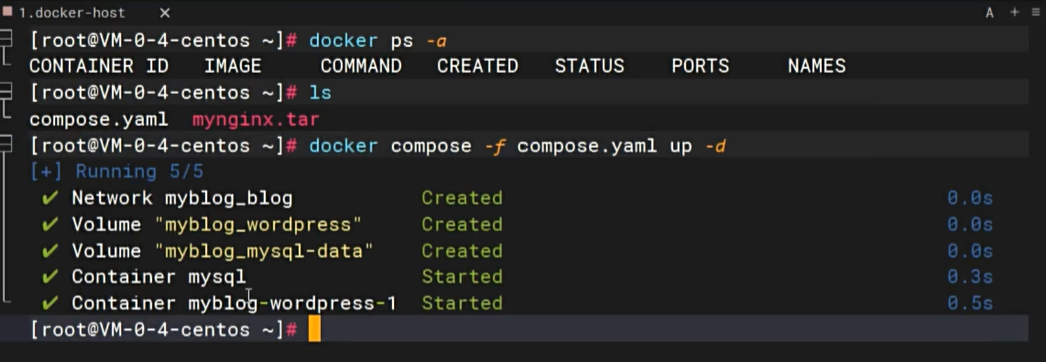 1.docker-host × A + ≡
[root@VM-0-4-centos ~]# docker ps -a
CONTAINER ID IMAGE COMMAND CREATED STATUS PORTS NAMES
[root@VM-0-4-centos ~]# ls
compose.yaml mynginx.tar
[root@VM-0-4-centos ~]# docker compose -f compose.yaml up -d
[+] Running 5/5
✔ Network myblog_blog Created 0.0s
✔ Volume "myblog_wordpress" Created 0.0s
✔ Volume "myblog_mysql-data" Created 0.0s
✔ Container mysql Started 0.3s
✔ Container myblog-wordpress-1 Started 0.5s
[root@VM-0-4-centos ~]#